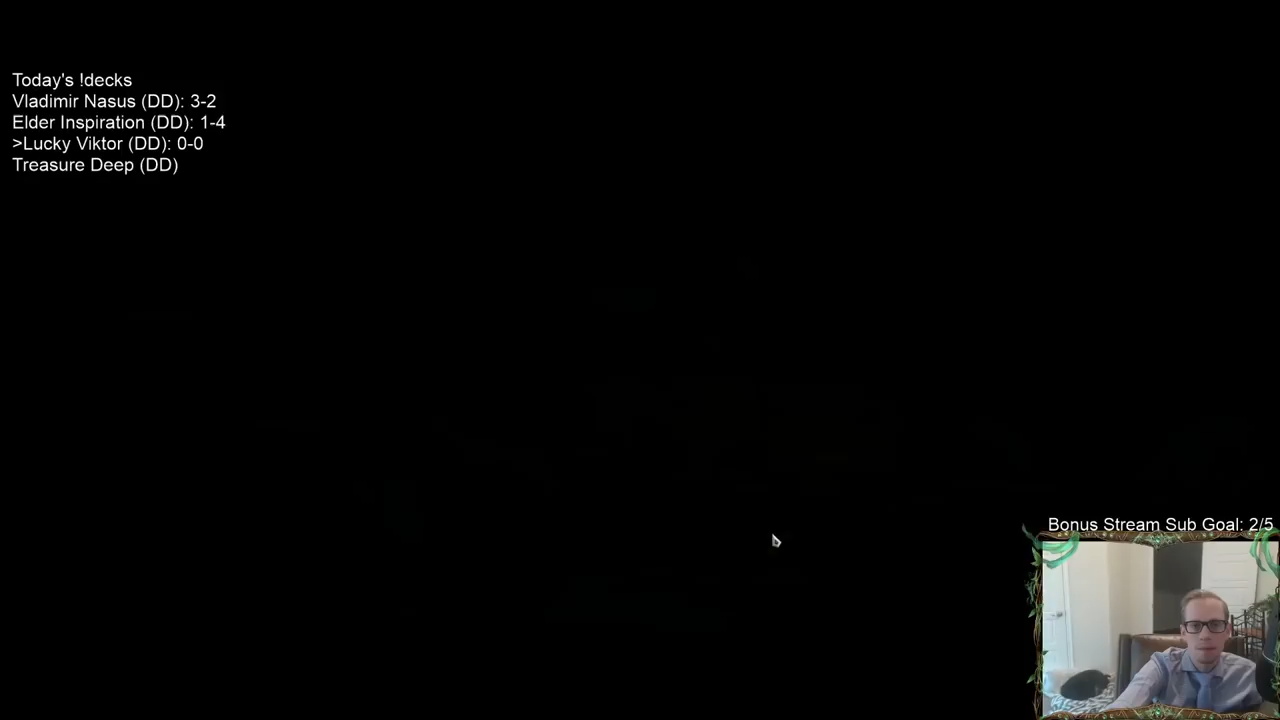 Today's !decks
Vladimir Nasus (DD): 3-2
Elder Inspiration (DD): 1-4
>Lucky Viktor (DD): 0-0
Treasure Deep (DD)
Bonus Stream Sub Goal: 2/5